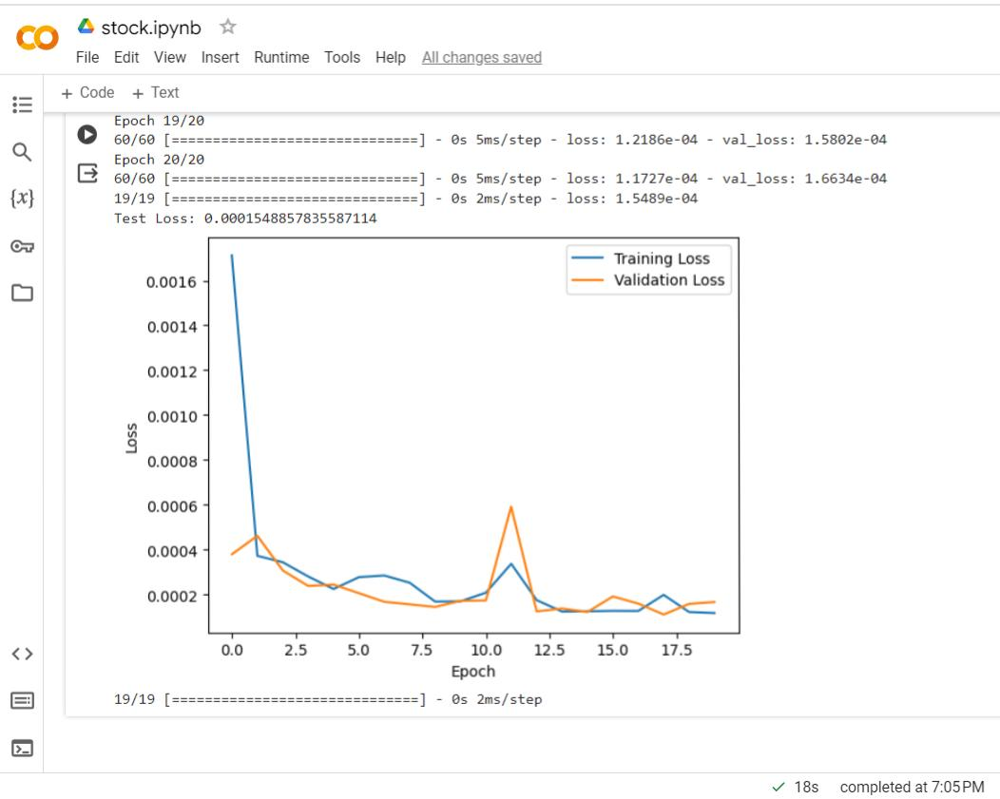 stock.ipynb
File Edit View Insert Runtime Tools Help All changes saved
+ Code + Text
Epoch 19/20
60/60 [==============================] - 0s 5ms/step - loss: 1.2186e-04 - val_loss: 1.5802e-04
Epoch 20/20
60/60 [==============================] - 0s 5ms/step - loss: 1.1727e-04 - val_loss: 1.6634e-04
{x}
19/19 [==============================] - 0s 2ms/step - loss: 1.5489e-04
Test Loss: 0.0001548857835587114
Training Loss
Validation Loss
0.0016
0.0014
0.0012
0.0010
0.0008
0.0006
0.0004
0.0002
Loss
0.0 2.5 5.0 7.5 10.0 12.5 15.0 17.5
Epoch
19/19 [==============================] - 0s 2ms/step
18s completed at 7:05 PM